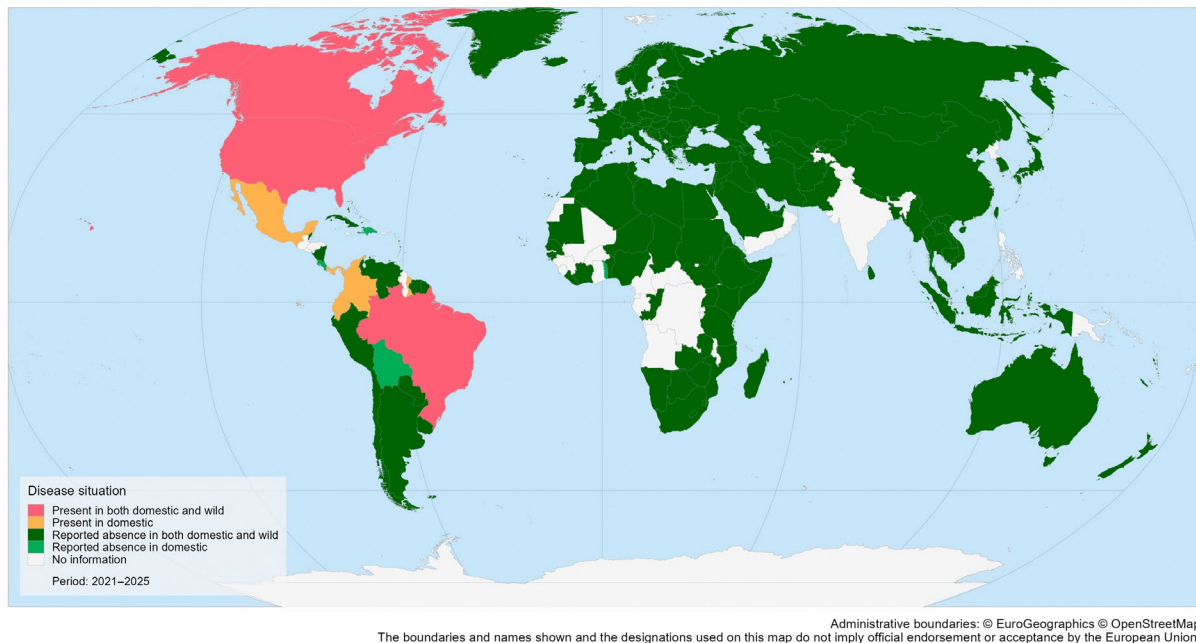 Disease situation
Present in both domestic and wild
Present in domestic
Reported absence in both domestic and wild
Reported absence in domestic
No information
Period: 2021–2025
Administrative boundaries: © EuroGeographics © OpenStreetMap
The boundaries and names shown and the designations used on this map do not imply official endorsement or acceptance by the European Union